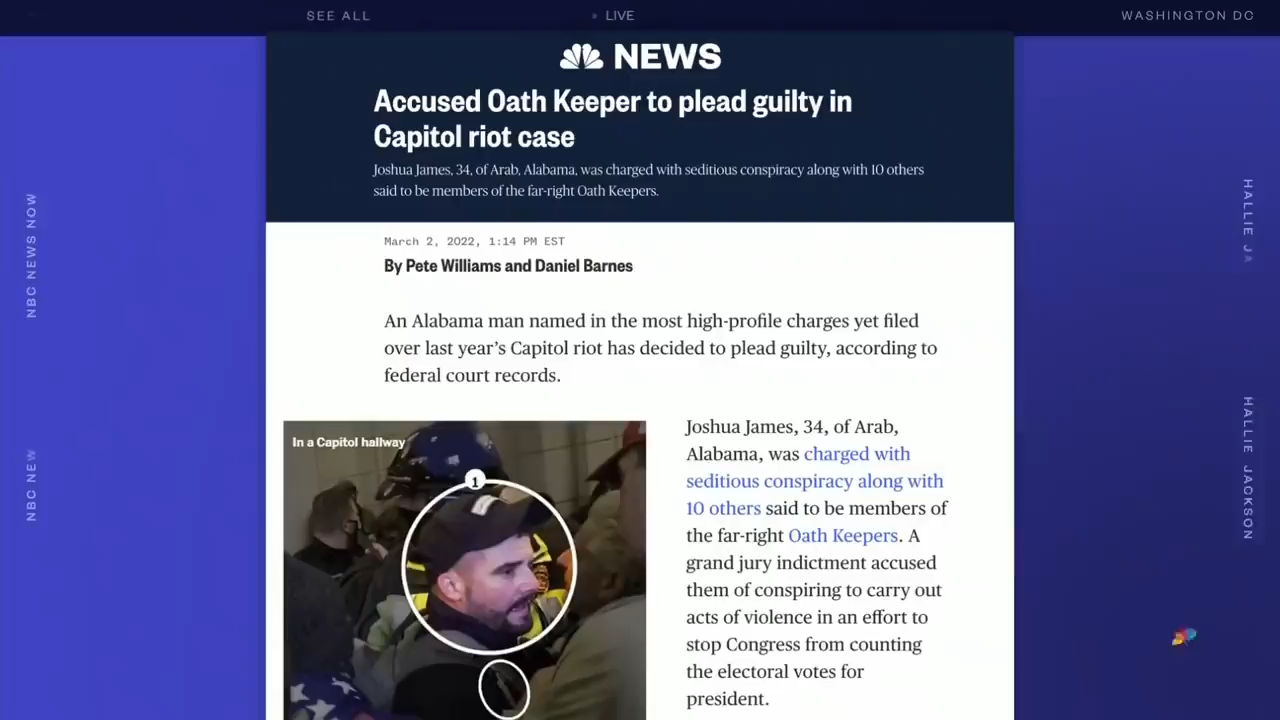 SEE ALL
LIVE
WASHINGTON DC
NBC NEWS NOW
NBC NEW
HALLIE JA
HALLIE JACKSON
NEWS
Accused Oath Keeper to plead guilty in
Capitol riot case
Joshua James, 34, of Arab, Alabama, was charged with seditious conspiracy along with 10 others
said to be members of the far-right Oath Keepers.
March 2, 2022, 1:14 PM EST
By Pete Williams and Daniel Barnes
An Alabama man named in the most high-profile charges yet filed
over last year's Capitol riot has decided to plead guilty, according to
federal court records.
In a Capitol hallway
1
Joshua James, 34, of Arab,
Alabama, was charged with
seditious conspiracy along with
10 others said to be members of
the far-right Oath Keepers. A
grand jury indictment accused
them of conspiring to carry out
acts of violence in an effort to
stop Congress from counting
the electoral votes for
president.